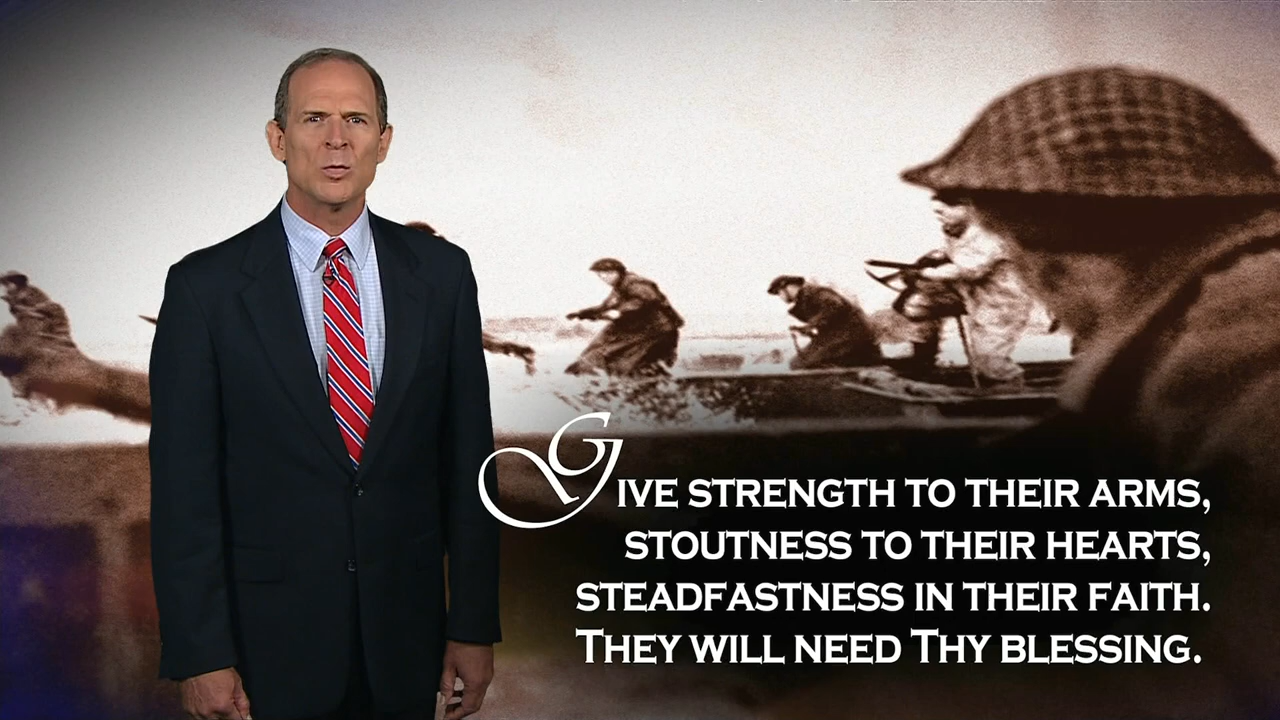 GIVE STRENGTH TO THEIR ARMS,
STOUTNESS TO THEIR HEARTS,
STEADFASTNESS IN THEIR FAITH.
THEY WILL NEED THY BLESSING.